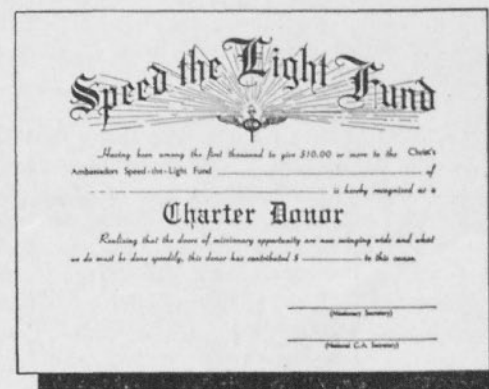 Speed the Light Fund
Having been among the first thousand to give $10.00 or more to the Christ's
Ambassadors Speed-the-Light Fund of
is hereby recognized as a
Charter Donor
Realizing that the doors of missionary opportunity are now swinging wide and what
we do must be done speedily, this donor has contributed $ to this cause.
(Missionary Secretary)
(National C.A. Secretary)